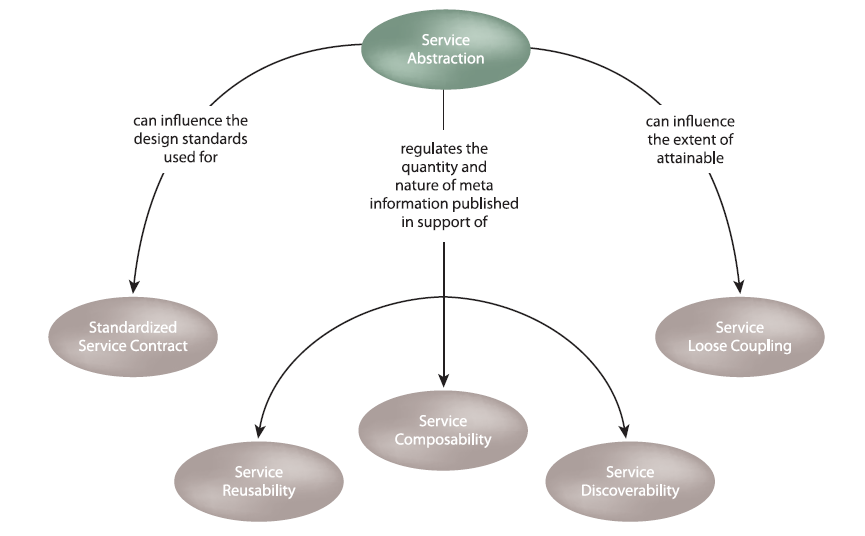 Service
Abstraction
can influence the
design standards
used for
regulates the
quantity and
nature of meta
information published
in support of
can influence
the extent of
attainable
Standardized
Service Contract
Service
Loose Coupling
Service
Composability
Service
Reusability
Service
Discoverability